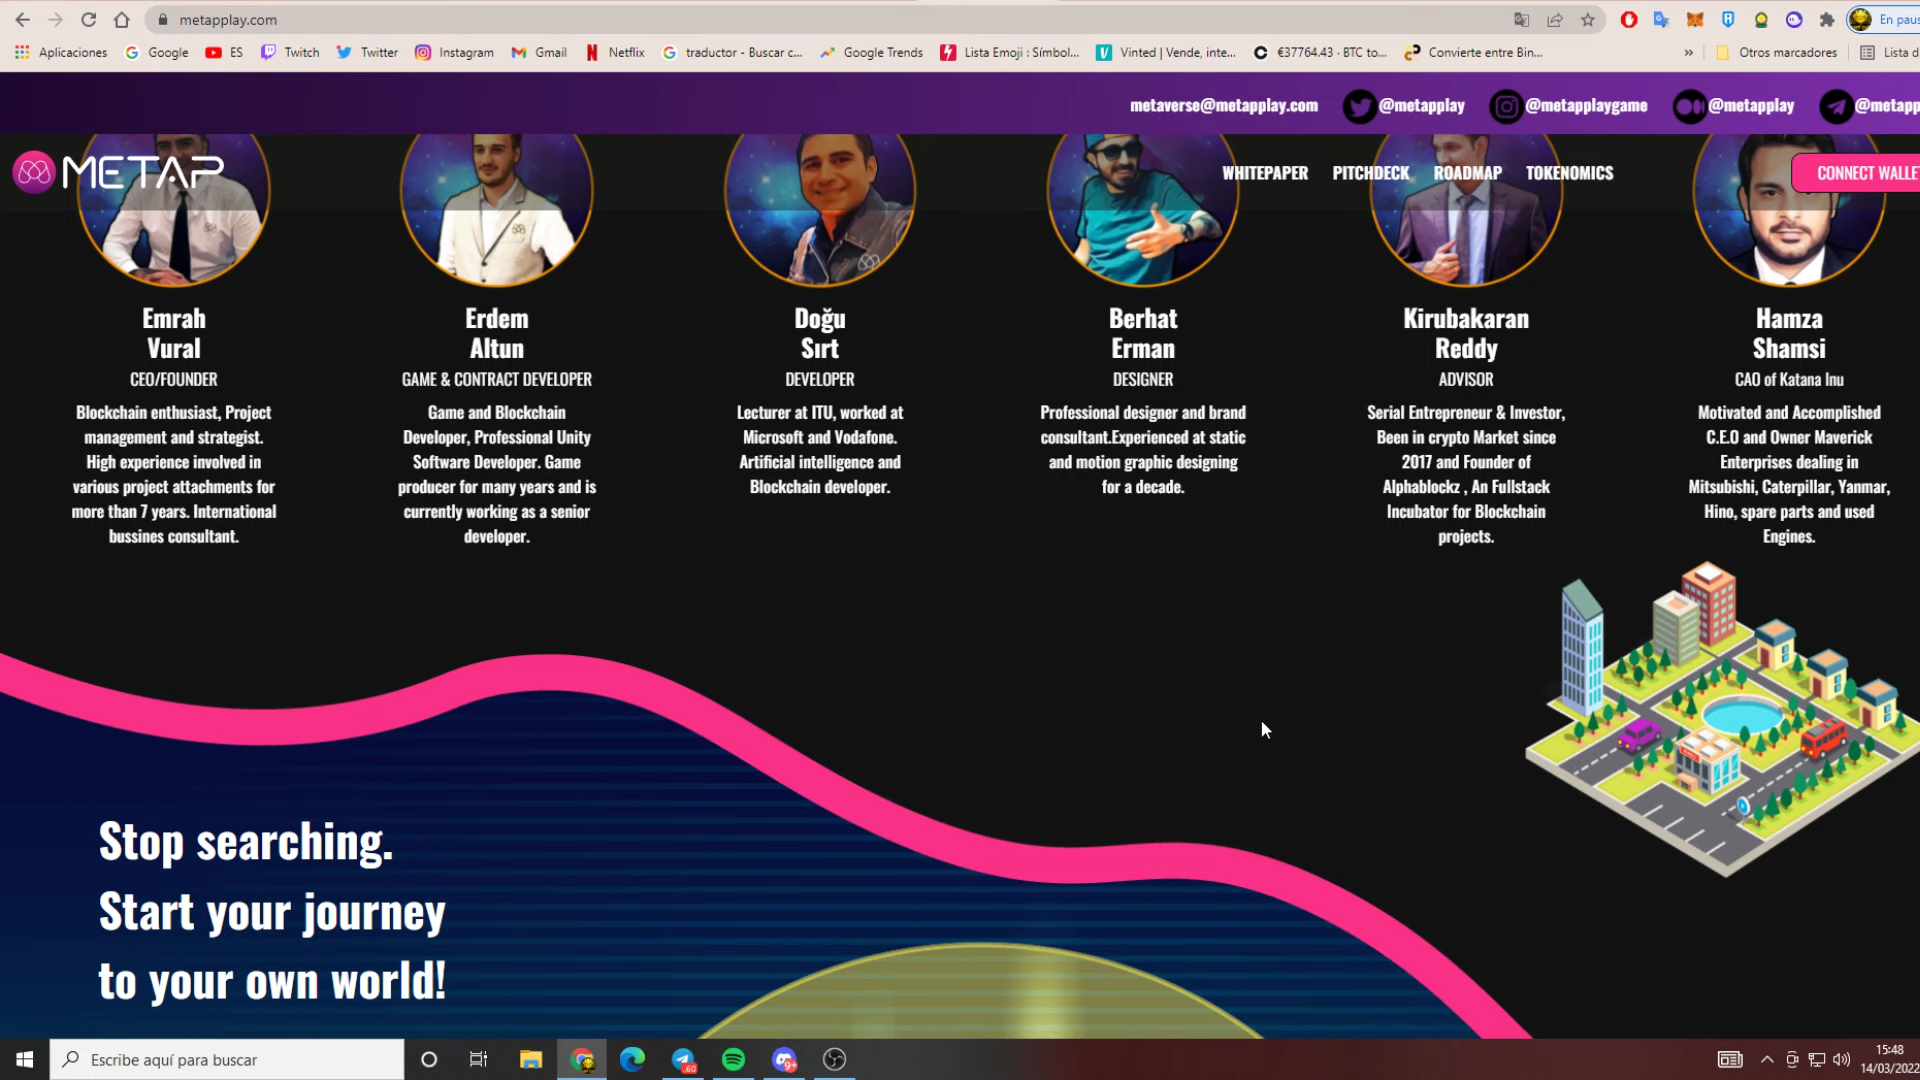 metapplay.com
En paus
Aplicaciones
Google
ES
Twitch
Twitter
Instagram
Gmail
Netflix
traductor - Buscar c...
Google Trends
Lista Emoji : Símbol...
Vinted | Vende, inte...
€37764.43 · BTC to...
Convierte entre Bin...
»
Otros marcadores
Lista d
metaverse@metapplay.com
@metapplay
@metapplaygame
@metapplay
@metapp
METAP
WHITEPAPER
PITCHDECK
ROADMAP
TOKENOMICS
CONNECT WALLET
Emrah
Vural
CEO/FOUNDER
Blockchain enthusiast, Project
management and strategist.
High experience involved in
various project attachments for
more than 7 years. International
bussines consultant.
Erdem
Altun
GAME & CONTRACT DEVELOPER
Game and Blockchain
Developer, Professional Unity
Software Developer. Game
producer for many years and is
currently working as a senior
developer.
Doğu
Sırt
DEVELOPER
Lecturer at ITU, worked at
Microsoft and Vodafone.
Artificial intelligence and
Blockchain developer.
Berhat
Erman
DESIGNER
Professional designer and brand
consultant.Experienced at static
and motion graphic designing
for a decade.
Kirubakaran
Reddy
ADVISOR
Serial Entrepreneur & Investor,
Been in crypto Market since
2017 and Founder of
Alphablockz , An Fullstack
Incubator for Blockchain
projects.
Hamza
Shamsi
CAO of Katana Inu
Motivated and Accomplished
C.E.O and Owner Maverick
Enterprises dealing in
Mitsubishi, Caterpillar, Yanmar,
Hino, spare parts and used
Engines.
Stop searching.
Start your journey
to your own world!
Escribe aquí para buscar
60
9+
15:48
14/03/2022